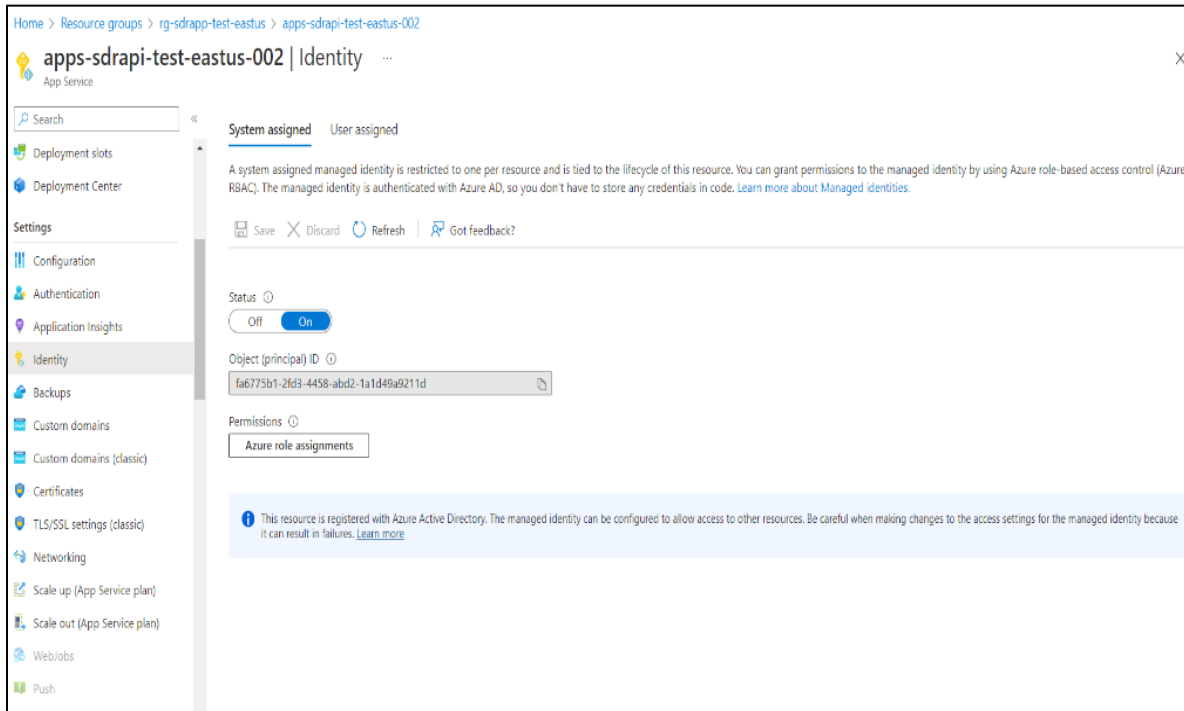 Home > Resource groups > rg-sdrapp-test-eastus > apps-sdrapi-test-eastus-002
apps-sdrapi-test-eastus-002 | Identity ...
App Service
Search
Deployment slots
Deployment Center
Settings
Configuration
Authentication
Application Insights
Identity
Backups
Custom domains
Custom domains (classic)
Certificates
TLS/SSL settings (classic)
Networking
Scale up (App Service plan)
Scale out (App Service plan)
WebJobs
Push
System assigned User assigned
A system assigned managed identity is restricted to one per resource and is tied to the lifecycle of this resource. You can grant permissions to the managed identity by using Azure role-based access control (Azure
RBAC). The managed identity is authenticated with Azure AD, so you don't have to store any credentials in code. Learn more about Managed identities.
Save Discard Refresh Got feedback?
Status
Off On
Object (principal) ID
fa6775b1-2fd3-4458-abd2-1a1d49a9211d
Permissions
Azure role assignments
This resource is registered with Azure Active Directory. The managed identity can be configured to allow access to other resources. Be careful when making changes to the access settings for the managed identity because
it can result in failures. Learn more